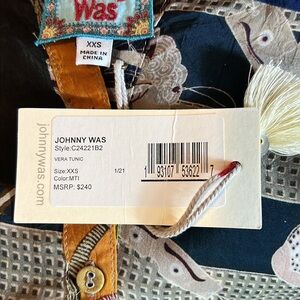 Was
XXS
MADE IN
CHINA
johnnywas.com
JOHNNY WAS
Style:C24221B2
VERA TUNIC
Size:XXS 1/21
Color:MTI
MSRP: $240
1 93107 53622 7